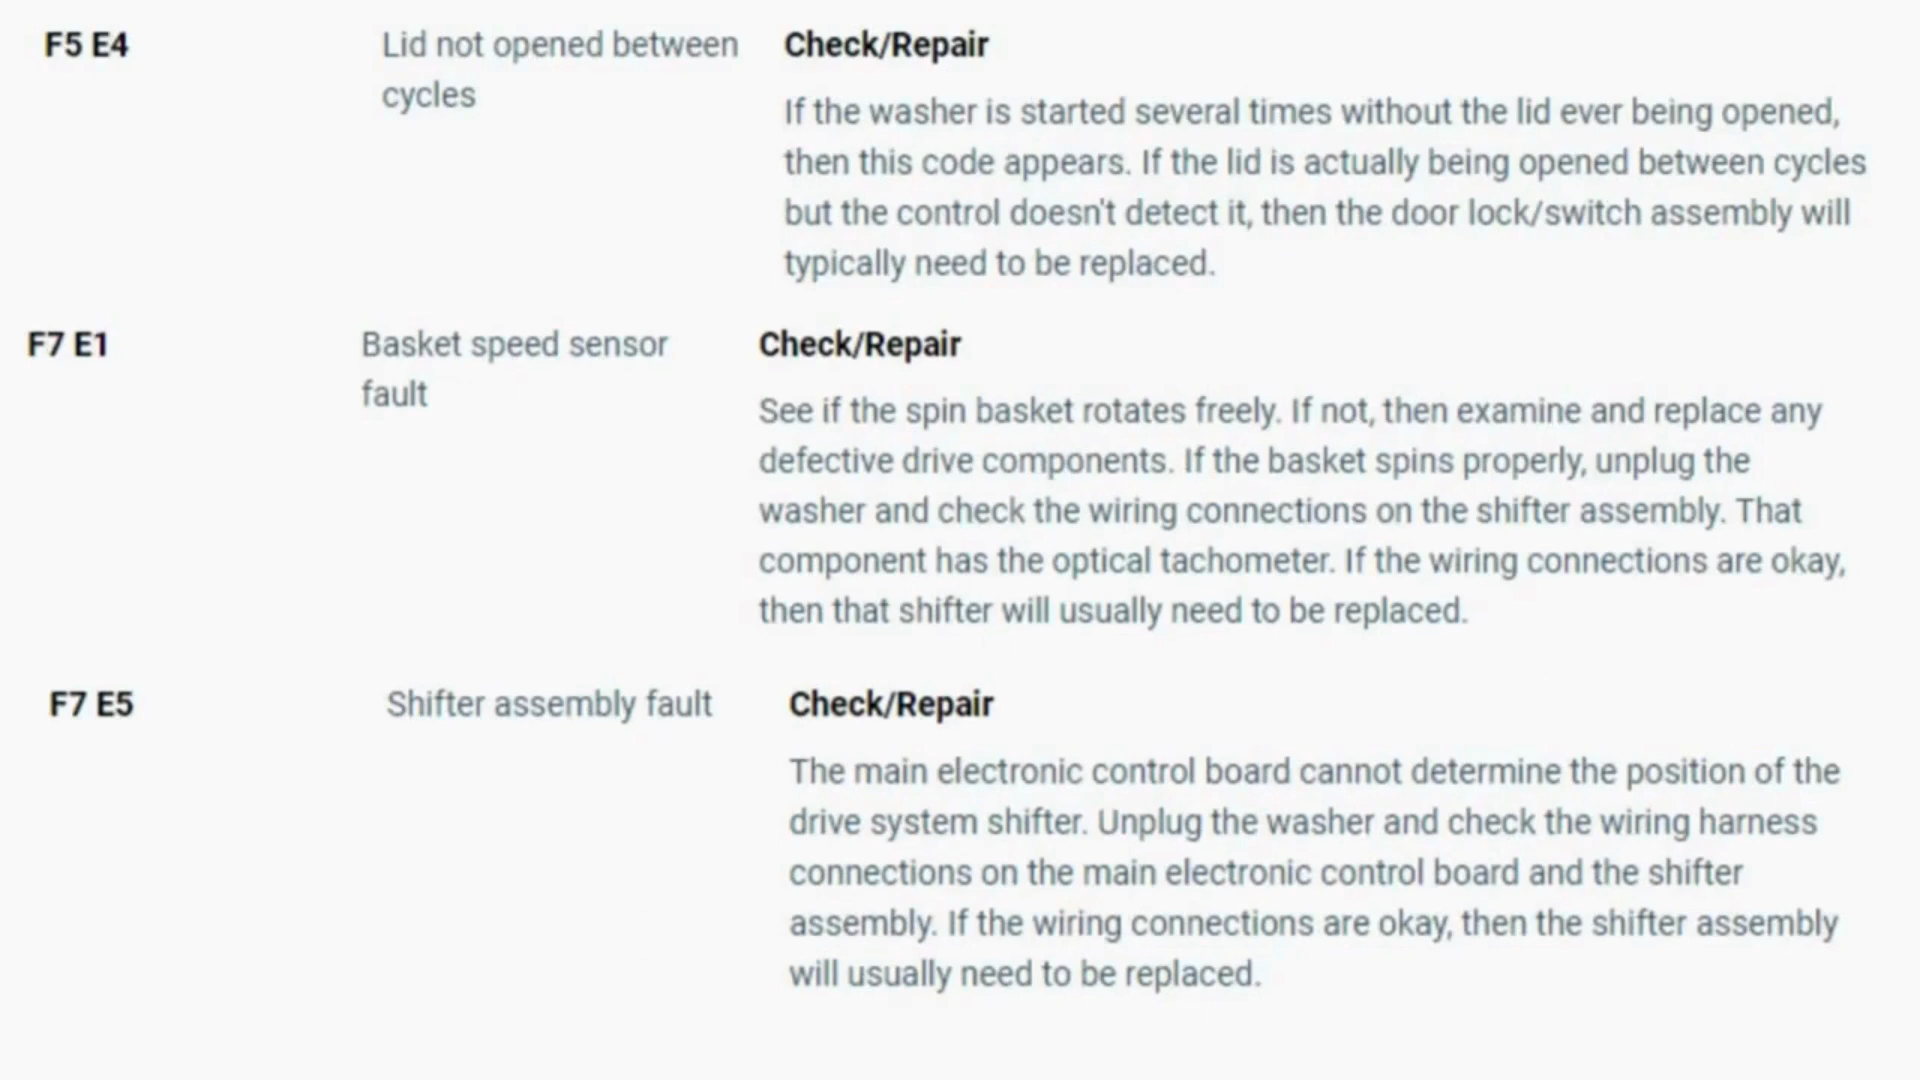 F5 E4 Lid not opened between Check/Repair
cycles
If the washer is started several times without the lid ever being opened,
then this code appears. If the lid is actually being opened between cycles
but the control doesn't detect it, then the door lock/switch assembly will
typically need to be replaced.
F7 E1 Basket speed sensor Check/Repair
fault
See if the spin basket rotates freely. If not, then examine and replace any
defective drive components. If the basket spins properly, unplug the
washer and check the wiring connections on the shifter assembly. That
component has the optical tachometer. If the wiring connections are okay,
then that shifter will usually need to be replaced.
F7 E5 Shifter assembly fault Check/Repair
The main electronic control board cannot determine the position of the
drive system shifter. Unplug the washer and check the wiring harness
connections on the main electronic control board and the shifter
assembly. If the wiring connections are okay, then the shifter assembly
will usually need to be replaced.